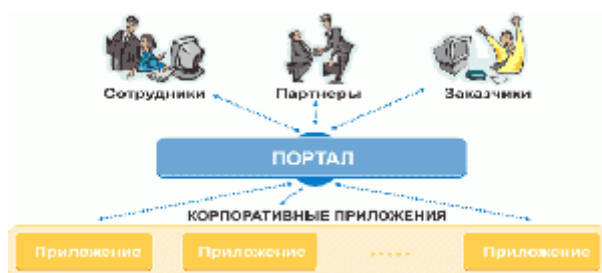 Сотрудники Партнеры Заказчики
ПОРТАЛ
КОРПОРАТИВНЫЕ ПРИЛОЖЕНИЯ
Приложение Приложение ..... Приложение